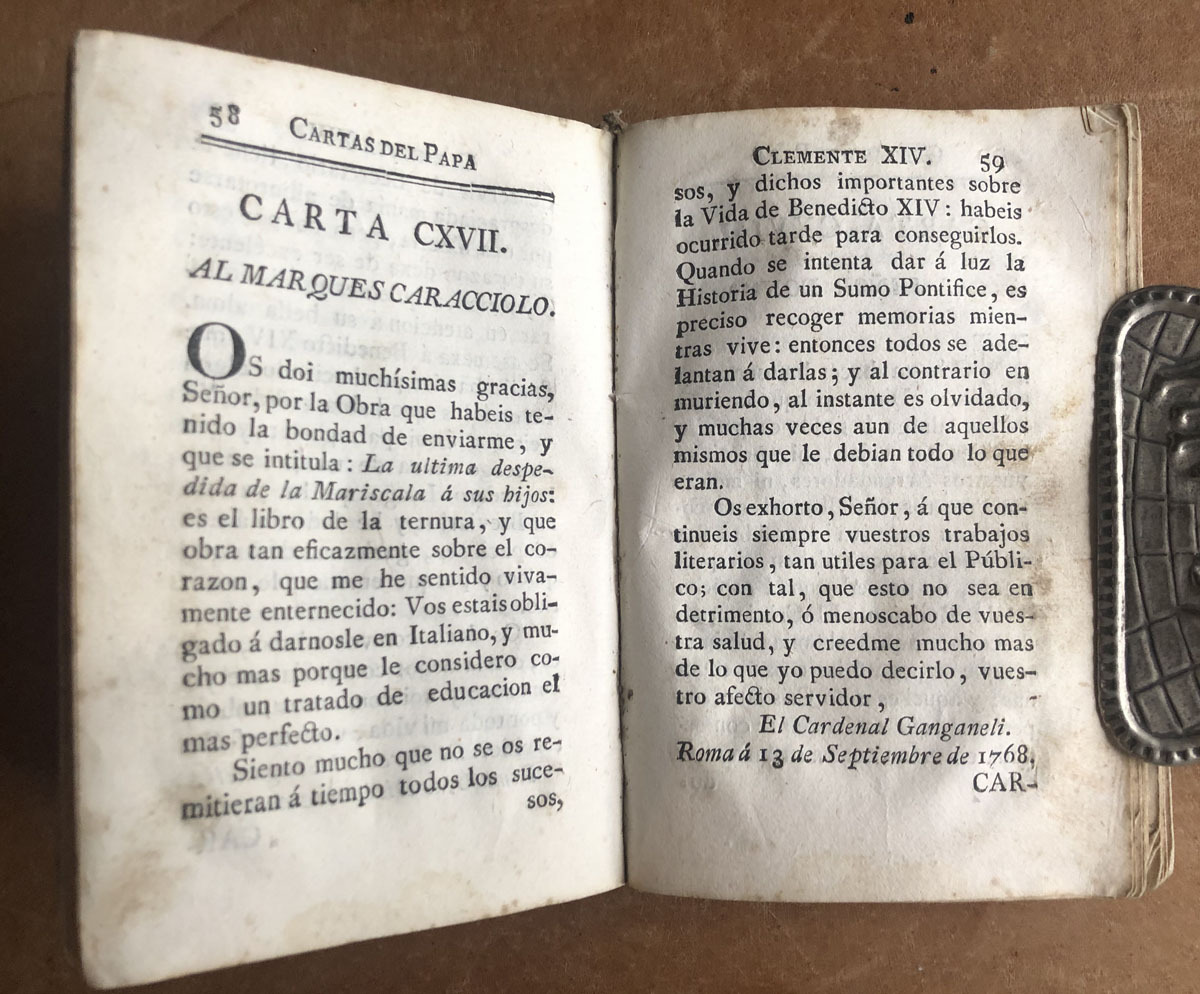 58 CARTAS DEL PAPA
CARTA CXVII.
AL MARQUES CARACCIOLO.
OS doi muchísimas gracias,
Señor, por la Obra que habeis te-
nido la bondad de enviarme, y
que se intitula : La ultima despe-
dida de la Mariscala á sus hijos:
es el libro de la ternura, y que
obra tan eficazmente sobre el co-
razon, que me he sentido viva-
mente enternecido: Vos estais obli-
gado á darnosle en Italiano, y mu-
cho mas porque le considero co-
mo un tratado de educacion el
mas perfecto.
Siento mucho que no se os re-
mitieran á tiempo todos los suce-
sos,
CLEMENTE XIV. 59
sos, y dichos importantes sobre
la Vida de Benedicto XIV : habeis
ocurrido tarde para conseguirlos.
Quando se intenta dar á luz la
Historia de un Sumo Pontifice, es
preciso recoger memorias mien-
tras vive : entonces todos se ade-
lantan á darlas; y al contrario en
muriendo, al instante es olvidado,
y muchas veces aun de aquellos
mismos que le debian todo lo que
eran.
Os exhorto, Señor, á que con-
tinueis siempre vuestros trabajos
literarios, tan utiles para el Públi-
co; con tal, que esto no sea en
detrimento, ó menoscabo de vues-
tra salud, y creedme mucho mas
de lo que yo puedo decirlo, vues-
tro afecto servidor,
El Cardenal Ganganeli.
Roma á 13 de Septiembre de 1768.
CAR-